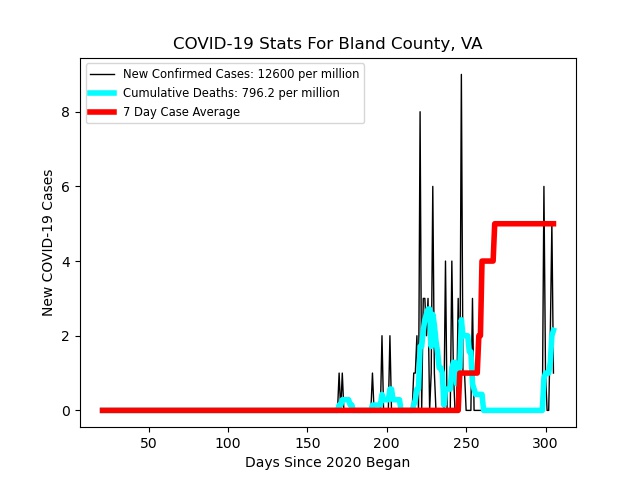 COVID-19 Stats For Bland County, VA
New Confirmed Cases: 12600 per million
Cumulative Deaths: 796.2 per million
7 Day Case Average
New COVID-19 Cases
8
6
4
2
0
50 100 150 200 250 300
Days Since 2020 Began